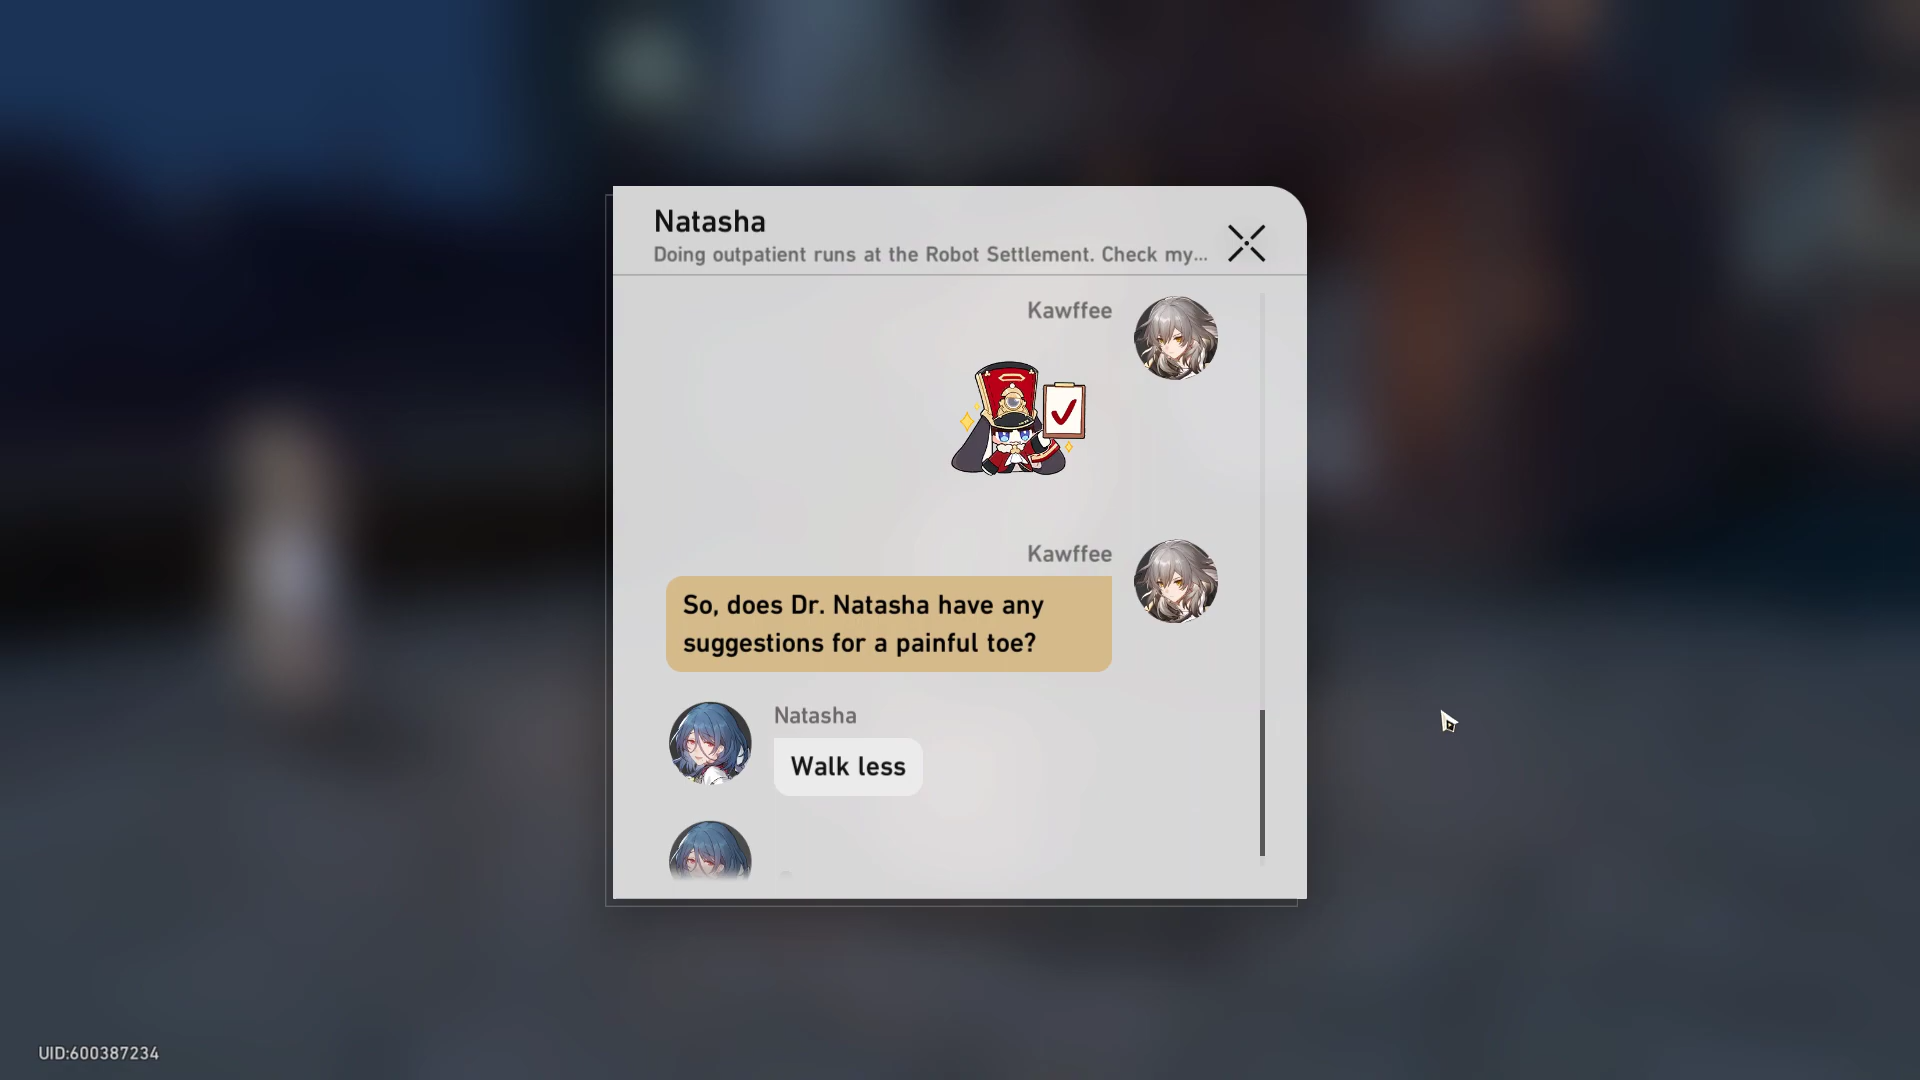 Natasha
Doing outpatient runs at the Robot Settlement. Check my...
Kawffee
Kawffee
So, does Dr. Natasha have any
suggestions for a painful toe?
Natasha
Walk less
UID:600387234